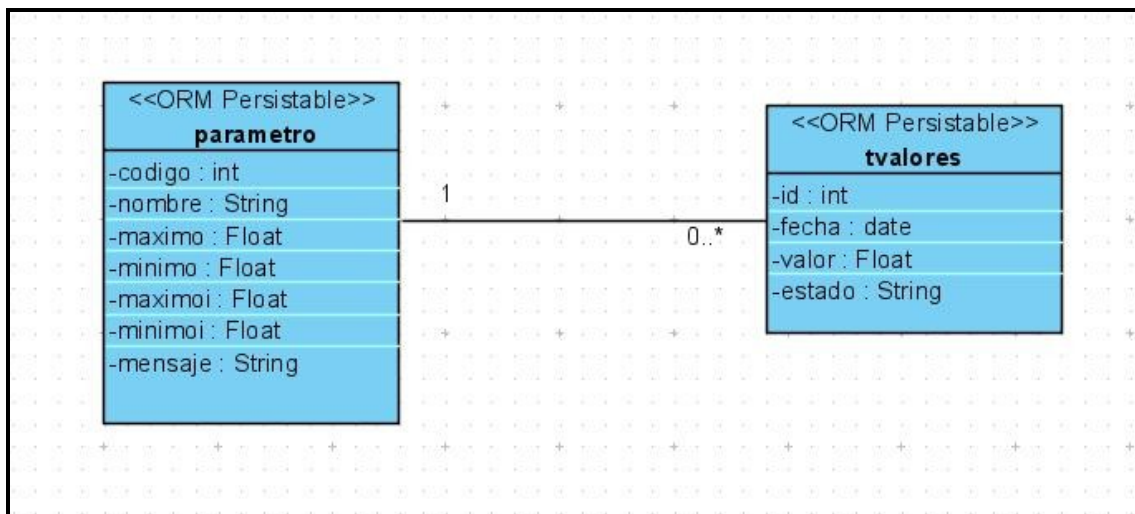 <<ORM Persistable>>
parametro
-codigo : int
-nombre : String
-maximo : Float
-minimo : Float
-maximoi : Float
-minimoi : Float
-mensaje : String
1
0..*
<<ORM Persistable>>
tvalores
-id : int
-fecha : date
-valor : Float
-estado : String